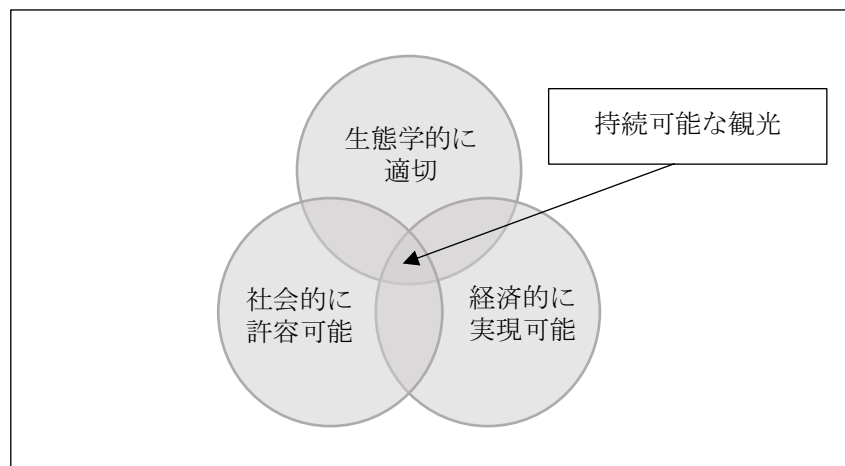 持続可能な観光
生態学的に
適切
社会的に
許容可能
経済的に
実現可能